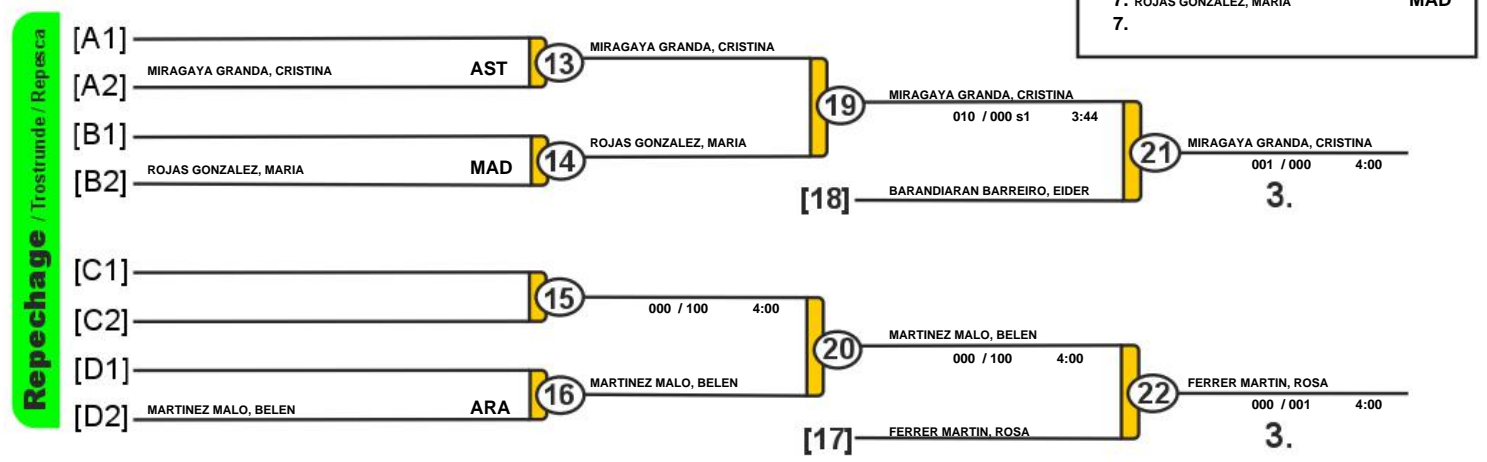 7. ROJAS GONZALEZ, MARIA MAD
7.
Repechage / Trostrunde / Repesca
[A1]
MIRAGAYA GRANDA, CRISTINA AST
[A2]
13
MIRAGAYA GRANDA, CRISTINA
[B1]
ROJAS GONZALEZ, MARIA MAD
[B2]
14
ROJAS GONZALEZ, MARIA
19
MIRAGAYA GRANDA, CRISTINA
010 / 000 s1 3:44
[18]
BARANDIARAN BARREIRO, EIDER
21
MIRAGAYA GRANDA, CRISTINA
001 / 000 4:00
3.
[C1]
[C2]
15
000 / 100 4:00
[D1]
[D2]
MARTINEZ MALO, BELEN ARA
16
MARTINEZ MALO, BELEN
20
MARTINEZ MALO, BELEN
000 / 100 4:00
[17]
FERRER MARTIN, ROSA
22
FERRER MARTIN, ROSA
000 / 001 4:00
3.